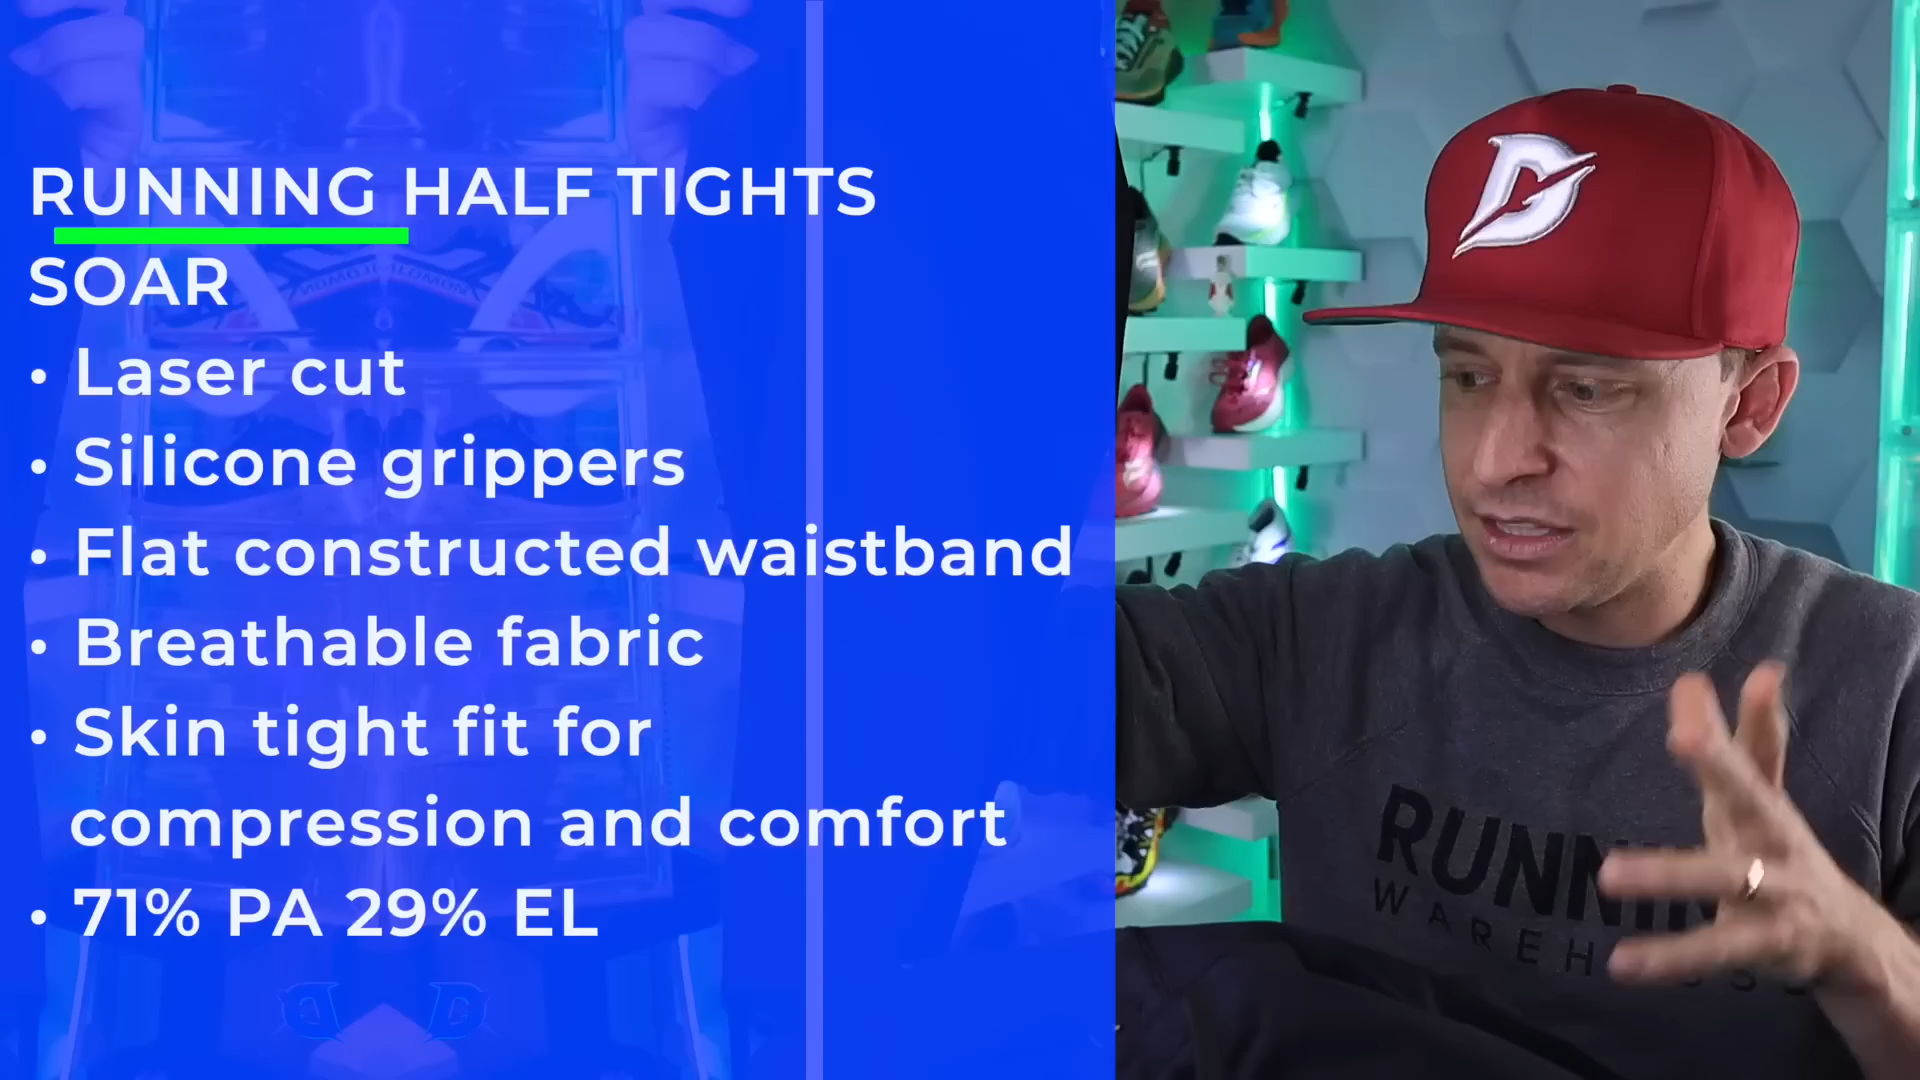 RUNNING HALF TIGHTS
SOAR
• Laser cut
• Silicone grippers
• Flat constructed waistband
• Breathable fabric
• Skin tight fit for
compression and comfort
• 71% PA 29% EL